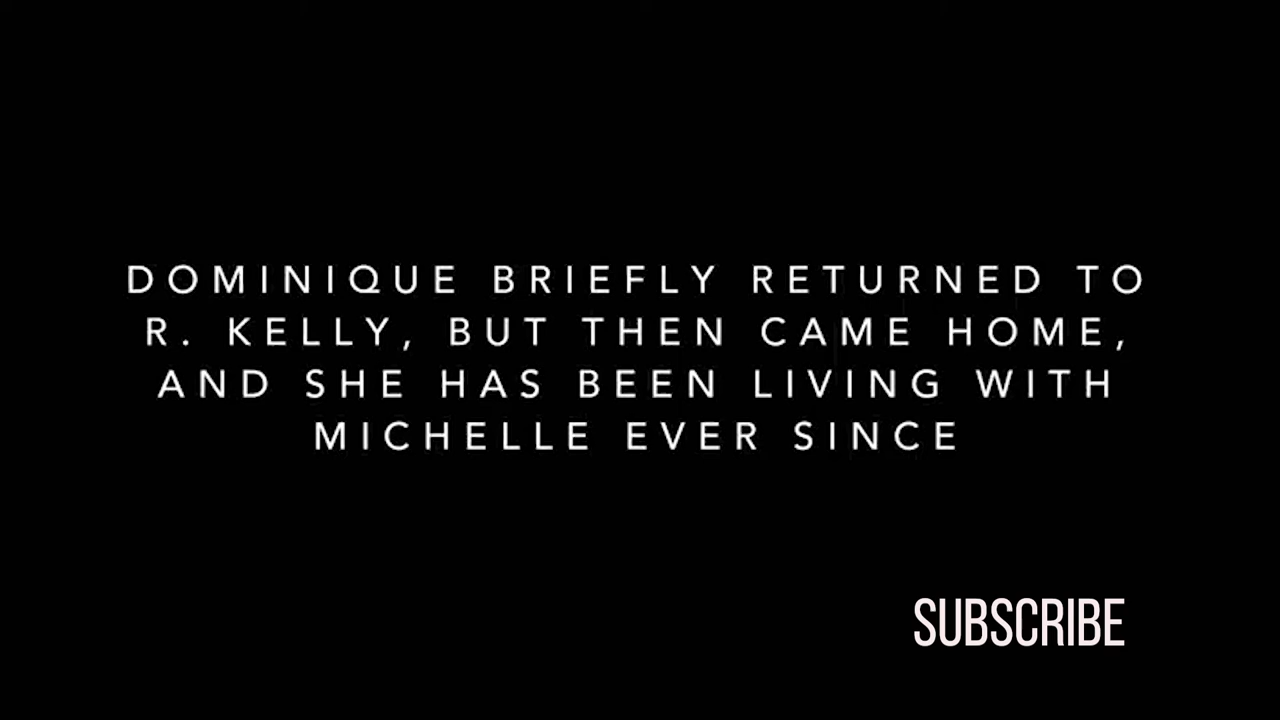 DOMINIQUE BRIEFLY RETURNED TO
R. KELLY, BUT THEN CAME HOME,
AND SHE HAS BEEN LIVING WITH
MICHELLE EVER SINCE
SUBSCRIBE